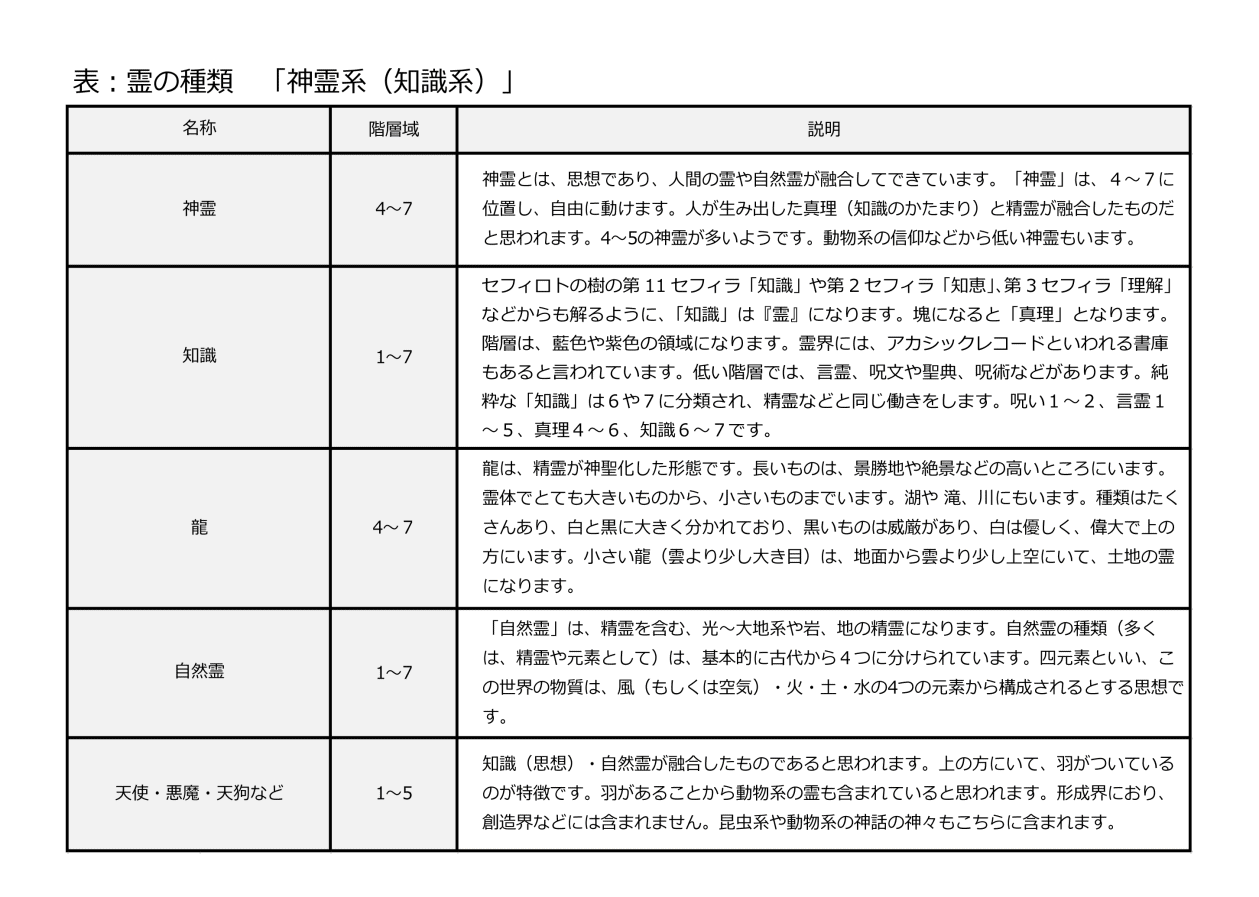 表：霊の種類　「神霊系（知識系）」
名称
階層域
説明
神霊
4～7
神霊とは、思想であり、人間の霊や自然霊が融合してできています。「神霊」は、４～７に
位置し、自由に動けます。人が生み出した真理（知識のかたまり）と精霊が融合したものだ
と思われます。4～5の神霊が多いようです。動物系の信仰などから低い神霊もいます。
知識
1～7
セフィロトの樹の第 11 セフィラ「知識」や第 2 セフィラ「知恵」、第 3 セフィラ「理解」
などからも解るように、「知識」は『霊』になります。塊になると「真理」となります。
階層は、藍色や紫色の領域になります。霊界には、アカシックレコードといわれる書庫
もあると言われています。低い階層では、言霊、呪文や聖典、呪術などがあります。純
粋な「知識」は６や７に分類され、精霊などと同じ働きをします。呪い１～２、言霊１
～５、真理４～６、知識６～７です。
龍
4～７
龍は、精霊が神聖化した形態です。長いものは、景勝地や絶景などの高いところにいます。
霊体でとても大きいものから、小さいものまでいます。湖や 滝、川にもいます。種類はたく
さんあり、白と黒に大きく分かれており、黒いものは威厳があり、白は優しく、偉大で上の
方にいます。小さい龍（雲より少し大き目）は、地面から雲より少し上空にいて、土地の霊
になります。
自然霊
1～7
「自然霊」は、精霊を含む、光～大地系や岩、地の精霊になります。自然霊の種類（多く
は、精霊や元素として）は、基本的に古代から４つに分けられています。四元素といい、こ
の世界の物質は、風（もしくは空気）・火・土・水の4つの元素から構成されるとする思想で
す。
天使・悪魔・天狗など
1～5
知識（思想）・自然霊が融合したものであると思われます。上の方にいて、羽がついている
のが特徴です。羽があることから動物系の霊も含まれていると思われます。形成界におり、
創造界などには含まれません。昆虫系や動物系の神話の神々もこちらに含まれます。